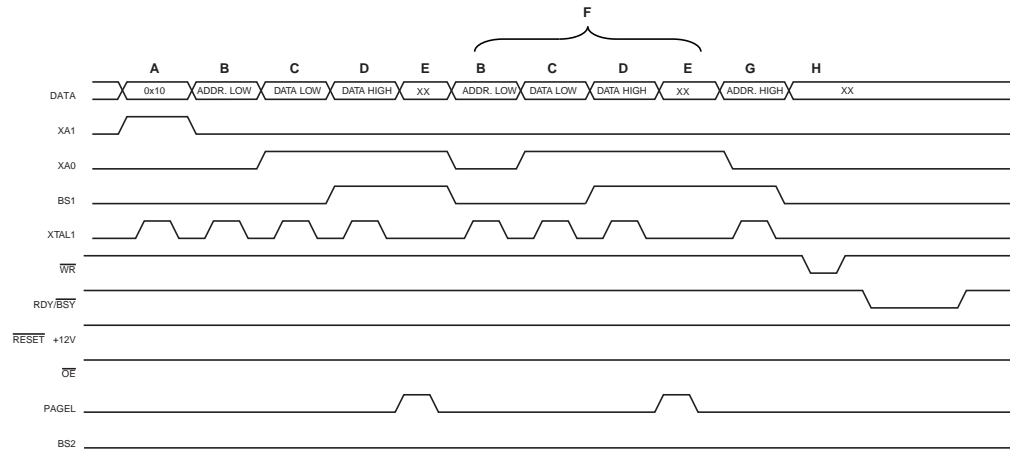 F
A B C D E B C D E G H
DATA 0x10 ADDR. LOW DATA LOW DATA HIGH XX ADDR. LOW DATA LOW DATA HIGH XX ADDR. HIGH XX
XA1
XA0
BS1
XTAL1
WR
RDY/BSY
RESET +12V
OE
PAGEL
BS2